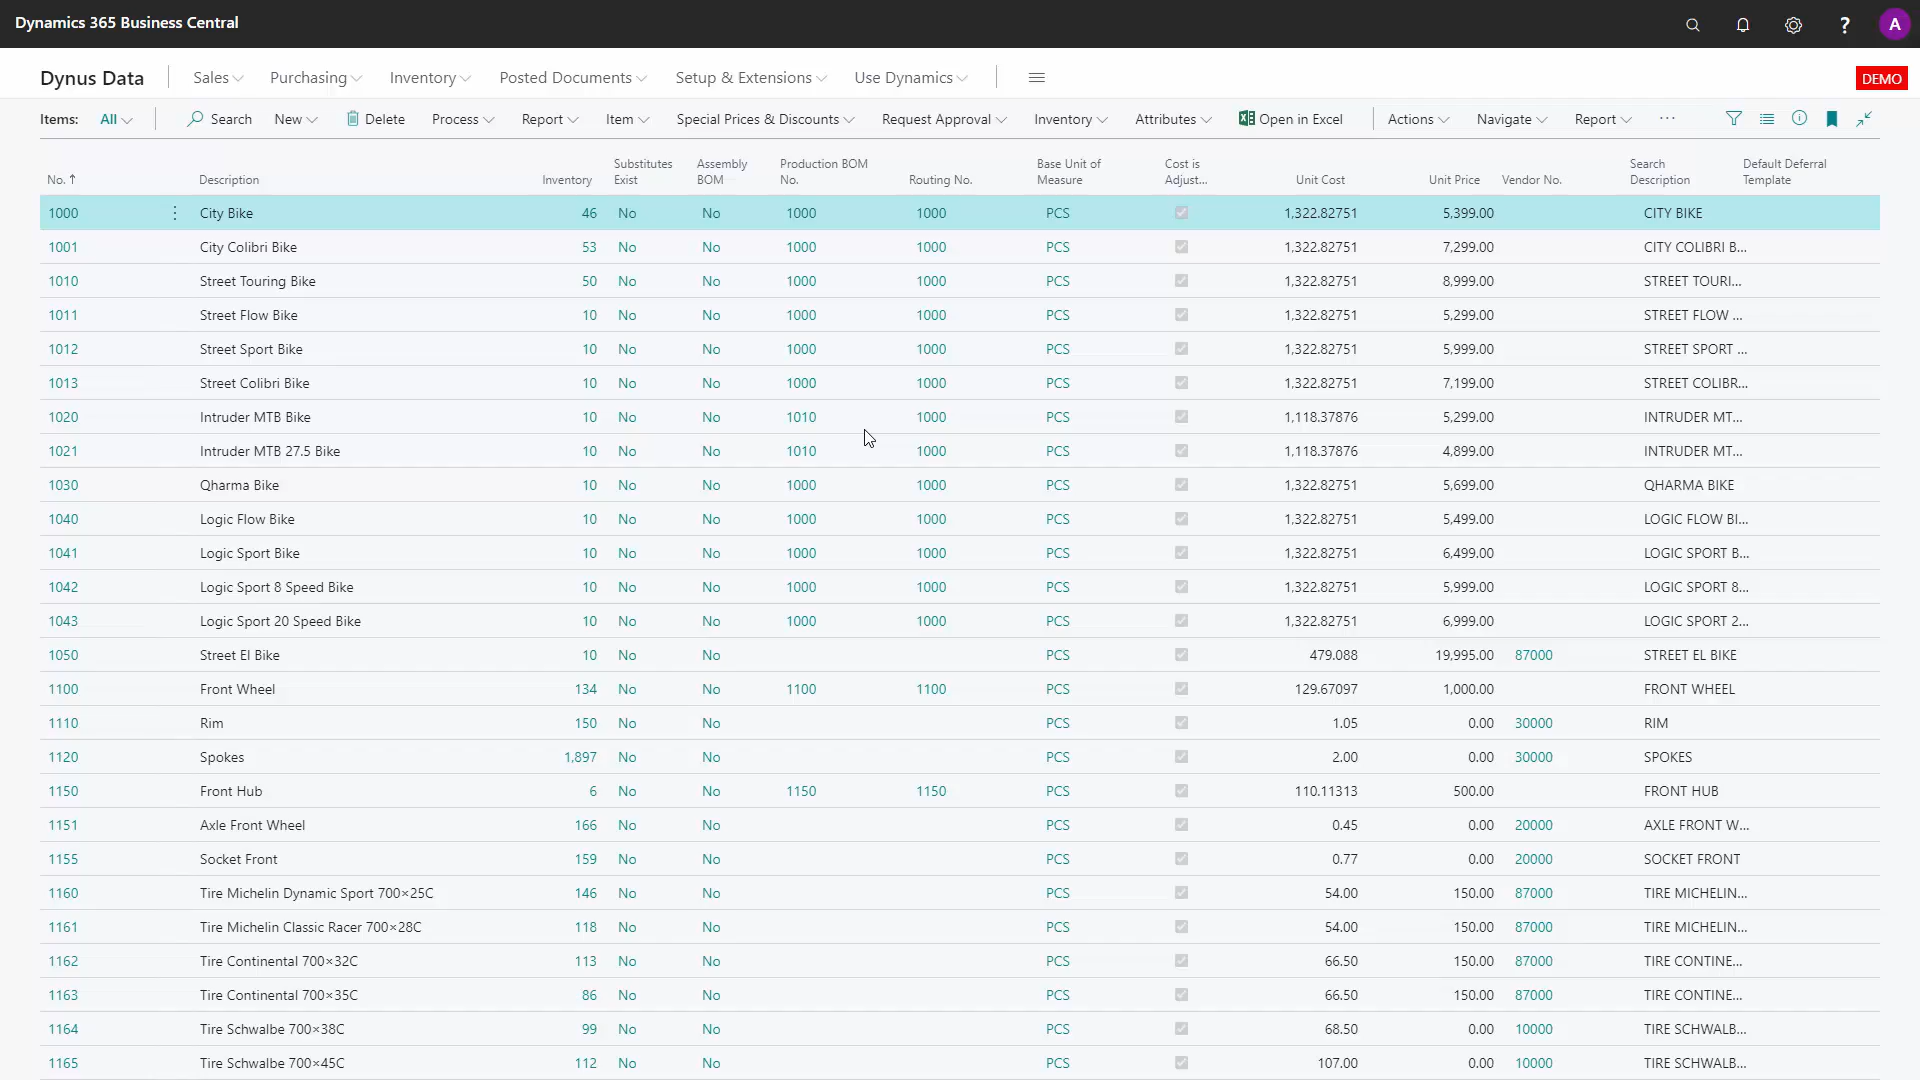 Dynamics 365 Business Central
A
Dynus Data Sales Purchasing Inventory Posted Documents Setup & Extensions Use Dynamics DEMO
Items: All Search New Delete Process Report Item Special Prices & Discounts Request Approval Inventory Attributes Open in Excel Actions Navigate Report ...
No. ↑ Description Inventory Substitutes Exist Assembly BOM Production BOM No. Routing No. Base Unit of Measure Cost is Adjust... Unit Cost Unit Price Vendor No. Search Description Default Deferral Template
1000 City Bike 46 No No 1000 1000 PCS 1,322.82751 5,399.00 CITY BIKE
1001 City Colibri Bike 53 No No 1000 1000 PCS 1,322.82751 7,299.00 CITY COLIBRI B...
1010 Street Touring Bike 50 No No 1000 1000 PCS 1,322.82751 8,999.00 STREET TOURI...
1011 Street Flow Bike 10 No No 1000 1000 PCS 1,322.82751 5,299.00 STREET FLOW ...
1012 Street Sport Bike 10 No No 1000 1000 PCS 1,322.82751 5,999.00 STREET SPORT ...
1013 Street Colibri Bike 10 No No 1000 1000 PCS 1,322.82751 7,199.00 STREET COLIBR...
1020 Intruder MTB Bike 10 No No 1010 1000 PCS 1,118.37876 5,299.00 INTRUDER MT...
1021 Intruder MTB 27.5 Bike 10 No No 1010 1000 PCS 1,118.37876 4,899.00 INTRUDER MT...
1030 Qharma Bike 10 No No 1000 1000 PCS 1,322.82751 5,699.00 QHARMA BIKE
1040 Logic Flow Bike 10 No No 1000 1000 PCS 1,322.82751 5,499.00 LOGIC FLOW BI...
1041 Logic Sport Bike 10 No No 1000 1000 PCS 1,322.82751 6,499.00 LOGIC SPORT B...
1042 Logic Sport 8 Speed Bike 10 No No 1000 1000 PCS 1,322.82751 5,999.00 LOGIC SPORT 8...
1043 Logic Sport 20 Speed Bike 10 No No 1000 1000 PCS 1,322.82751 6,999.00 LOGIC SPORT 2...
1050 Street El Bike 10 No No PCS 479.088 19,995.00 87000 STREET EL BIKE
1100 Front Wheel 134 No No 1100 1100 PCS 129.67097 1,000.00 FRONT WHEEL
1110 Rim 150 No No PCS 1.05 0.00 30000 RIM
1120 Spokes 1,897 No No PCS 2.00 0.00 30000 SPOKES
1150 Front Hub 6 No No 1150 1150 PCS 110.11313 500.00 FRONT HUB
1151 Axle Front Wheel 166 No No PCS 0.45 0.00 20000 AXLE FRONT W...
1155 Socket Front 159 No No PCS 0.77 0.00 20000 SOCKET FRONT
1160 Tire Michelin Dynamic Sport 700×25C 146 No No PCS 54.00 150.00 87000 TIRE MICHELIN...
1161 Tire Michelin Classic Racer 700×28C 118 No No PCS 54.00 150.00 87000 TIRE MICHELIN...
1162 Tire Continental 700×32C 113 No No PCS 66.50 150.00 87000 TIRE CONTINE...
1163 Tire Continental 700×35C 86 No No PCS 66.50 150.00 87000 TIRE CONTINE...
1164 Tire Schwalbe 700×38C 99 No No PCS 68.50 0.00 10000 TIRE SCHWALB...
1165 Tire Schwalbe 700×45C 112 No No PCS 107.00 0.00 10000 TIRE SCHWALB...